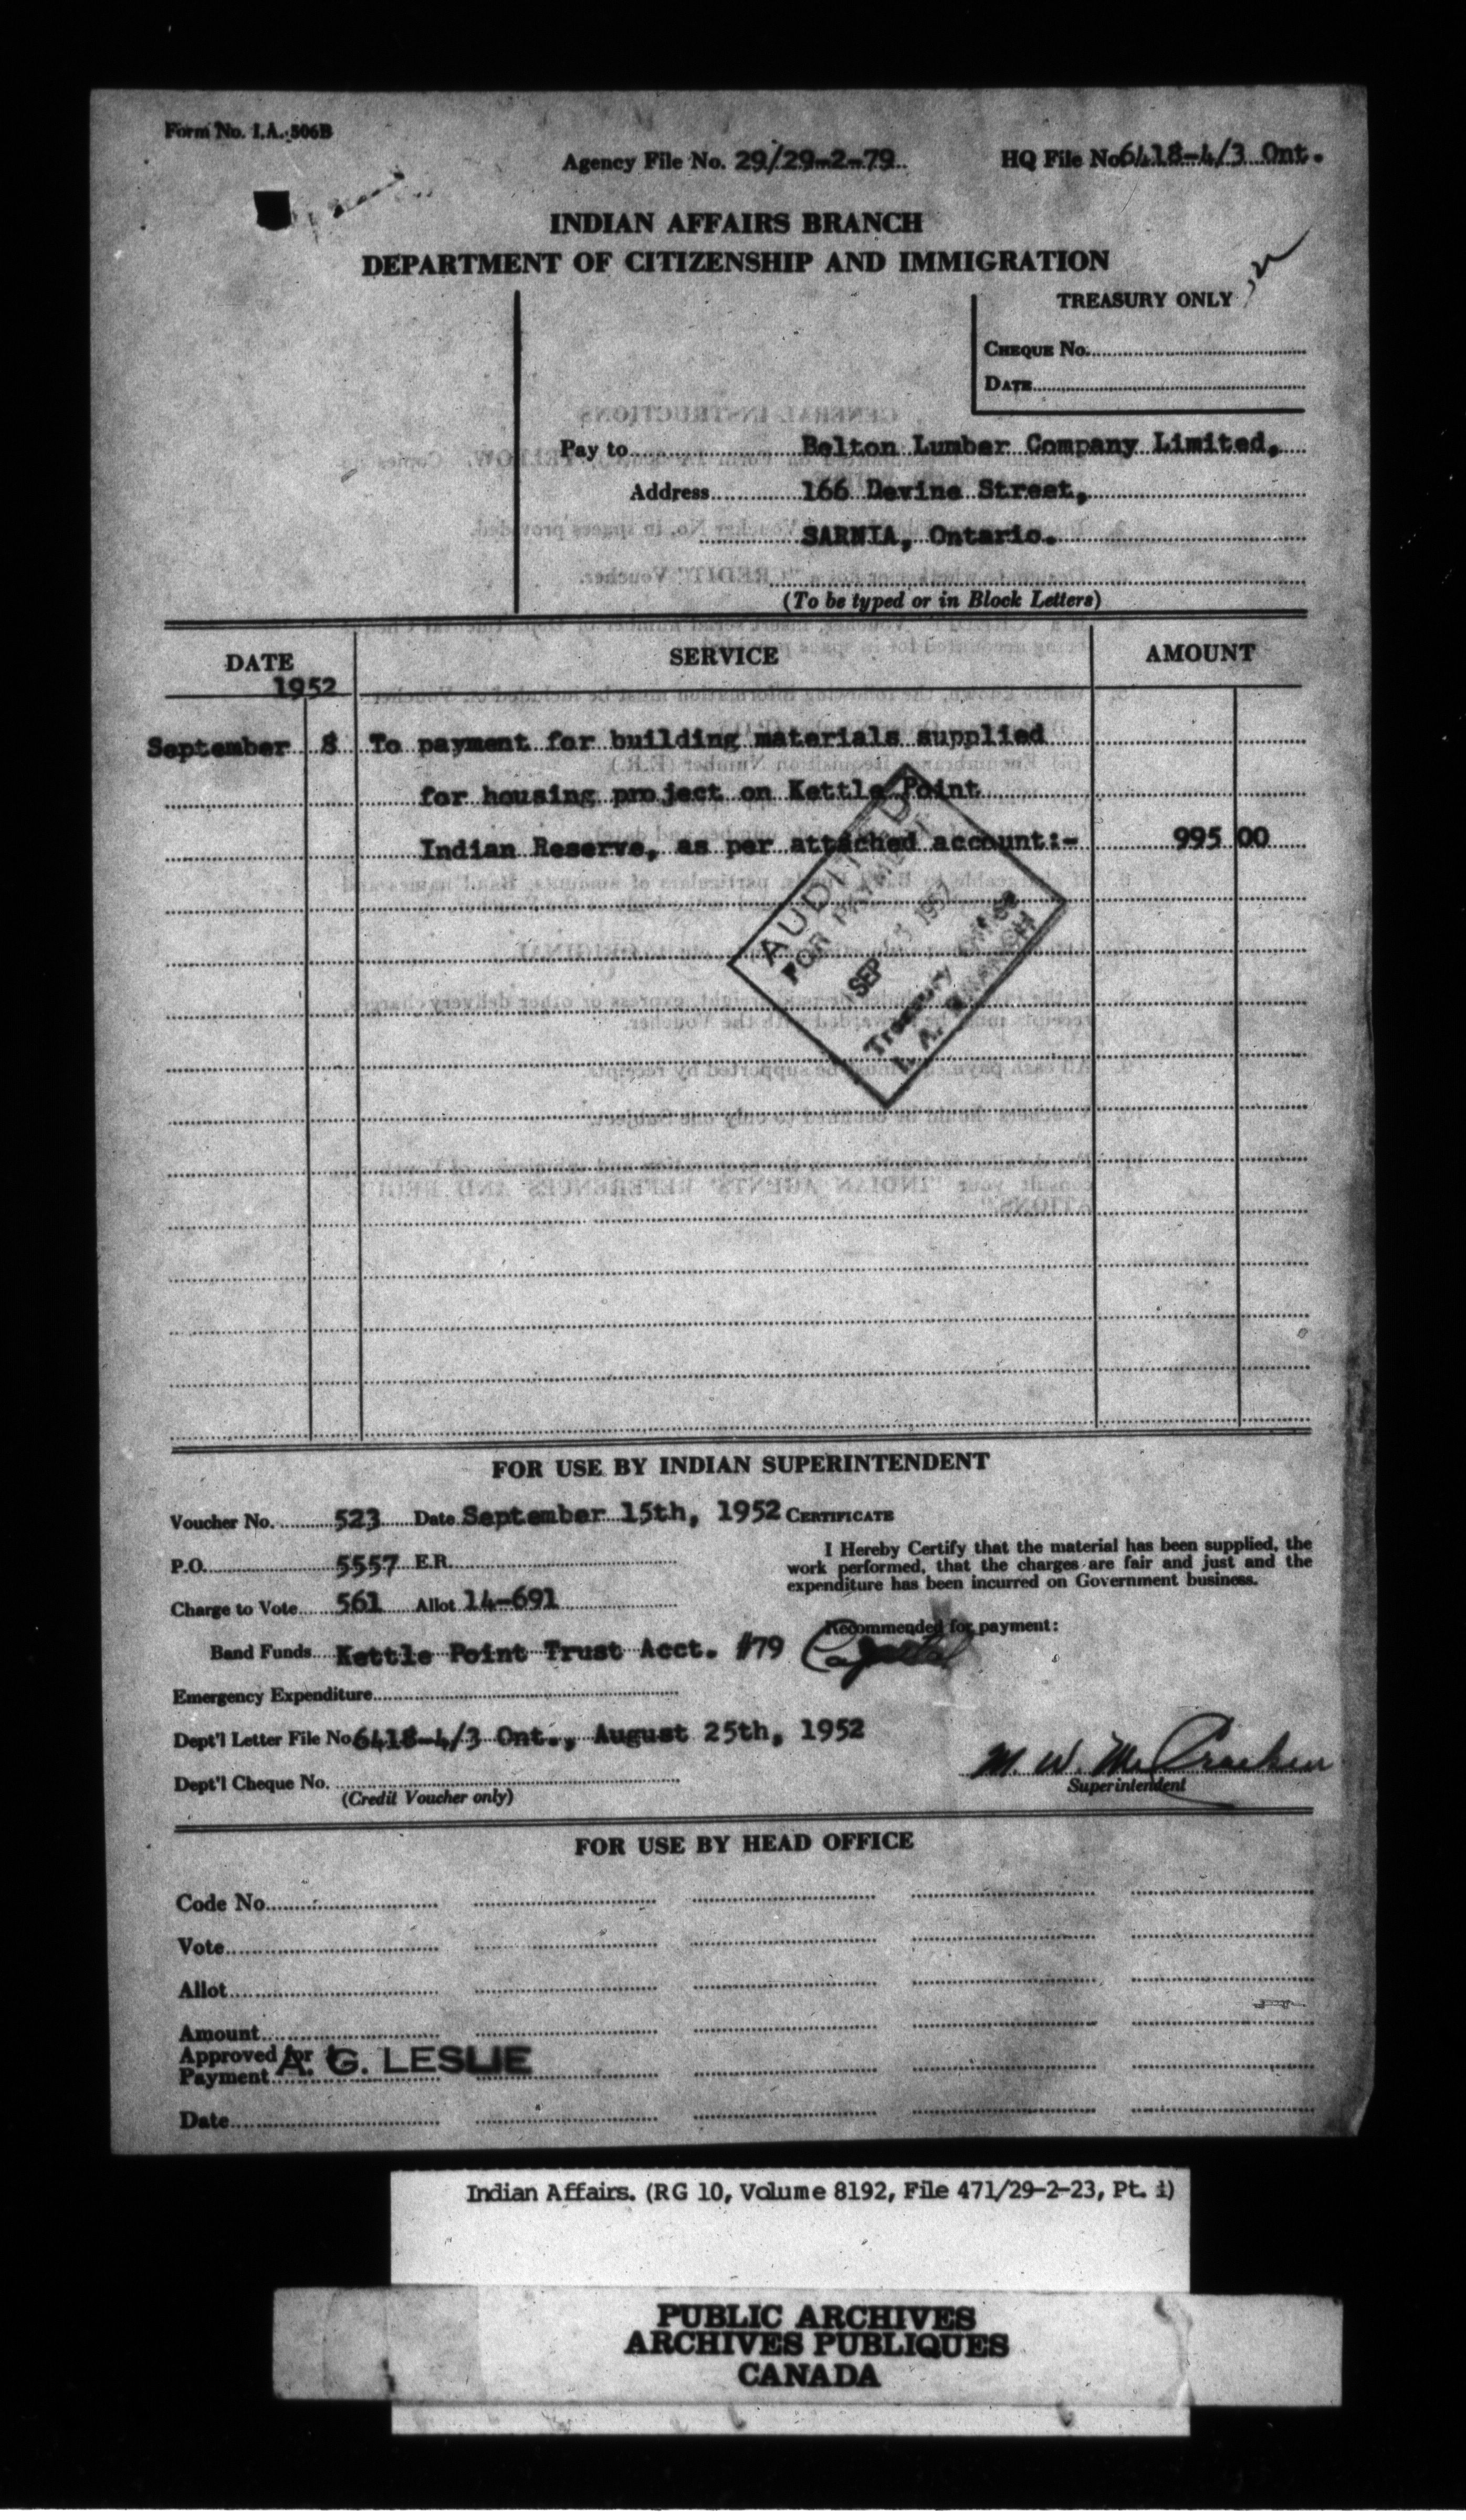 Form No. I.A. 506B
Agency File No. 29/29-2-79 HQ File No. 6418-4/3 Ont.
INDIAN AFFAIRS BRANCH
DEPARTMENT OF CITIZENSHIP AND IMMIGRATION
TREASURY ONLY
CHEQUE No.
DATE
Pay to Belton Lumber Company Limited,
Address 166 Devine Street,
SARNIA, Ontario.
(To be typed or in Block Letters)
DATE SERVICE AMOUNT
1952
September 8 To payment for building materials supplied
for housing project on Kettle Point
Indian Reserve, as per attached account:- 995 00
AUDITED
FOR PAYMENT
SEP 1952
Treasury Office
I. A. BRANCH
FOR USE BY INDIAN SUPERINTENDENT
Voucher No. 523 Date September 15th, 1952 CERTIFICATE
I Hereby Certify that the material has been supplied, the
work performed, that the charges are fair and just and the
expenditure has been incurred on Government business.
P.O. 5557 E.R.
Charge to Vote 561 Allot 14-691
Recommended for payment:
Band Funds Kettle Point Trust Acct. #79 Capital
Emergency Expenditure
Dept'l Letter File No. 6418-4/3 Ont., August 25th, 1952
M. W. McCracken
Superintendent
Dept'l Cheque No.
(Credit Voucher only)
FOR USE BY HEAD OFFICE
Code No.
Vote
Allot
Amount
Approved for
Payment A. G. LESLIE
Date
Indian Affairs. (RG 10, Volume 8192, File 471/29-2-23, Pt. 1)
PUBLIC ARCHIVES
ARCHIVES PUBLIQUES
CANADA